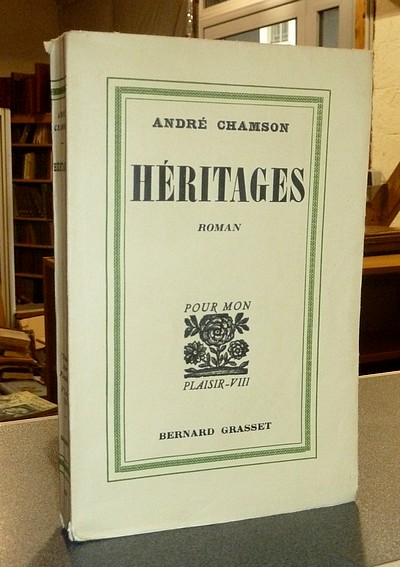 ANDRÉ CHAMSON
HÉRITAGES
ROMAN
POUR MON
PLAISIR-VIII
BERNARD GRASSET